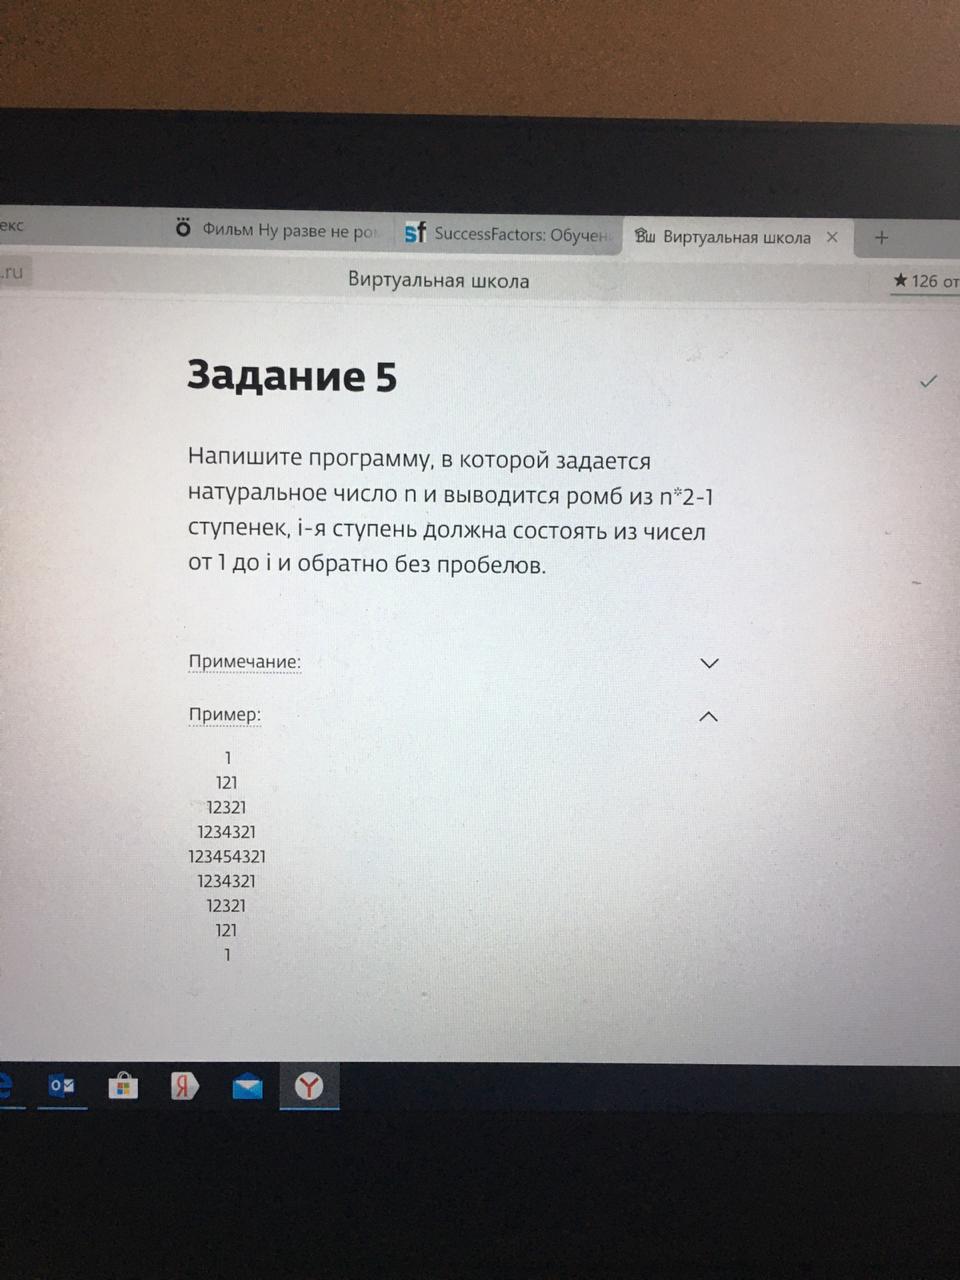 екс
Фильм Ну разве не ро
SuccessFactors: Обучен
Виртуальная школа
.ru
Виртуальная школа
126 от
Задание 5
Напишите программу, в которой задается
натуральное число n и выводится ромб из n*2-1
ступенек, i-я ступень должна состоять из чисел
от 1 до i и обратно без пробелов.
Примечание:
Пример:
1
121
12321
1234321
123454321
1234321
12321
121
1